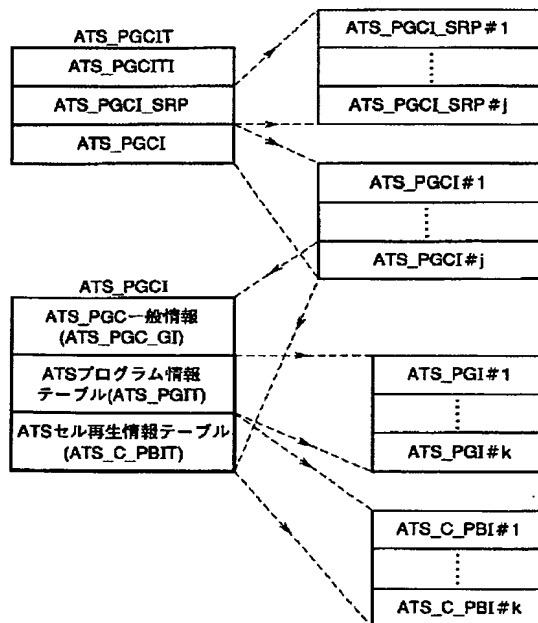 ATS_PGCIT
ATS_PGCITI
ATS_PGCI_SRP
ATS_PGCI
ATS_PGCI_SRP#1
ATS_PGCI_SRP#j
ATS_PGCI#1
ATS_PGCI#j
ATS_PGCI
ATS_PGC一般情報
(ATS_PGC_GI)
ATSプログラム情報
テーブル(ATS_PGIT)
ATSセル再生情報テーブル
(ATS_C_PBIT)
ATS_PGI#1
ATS_PGI#k
ATS_C_PBI#1
ATS_C_PBI#k